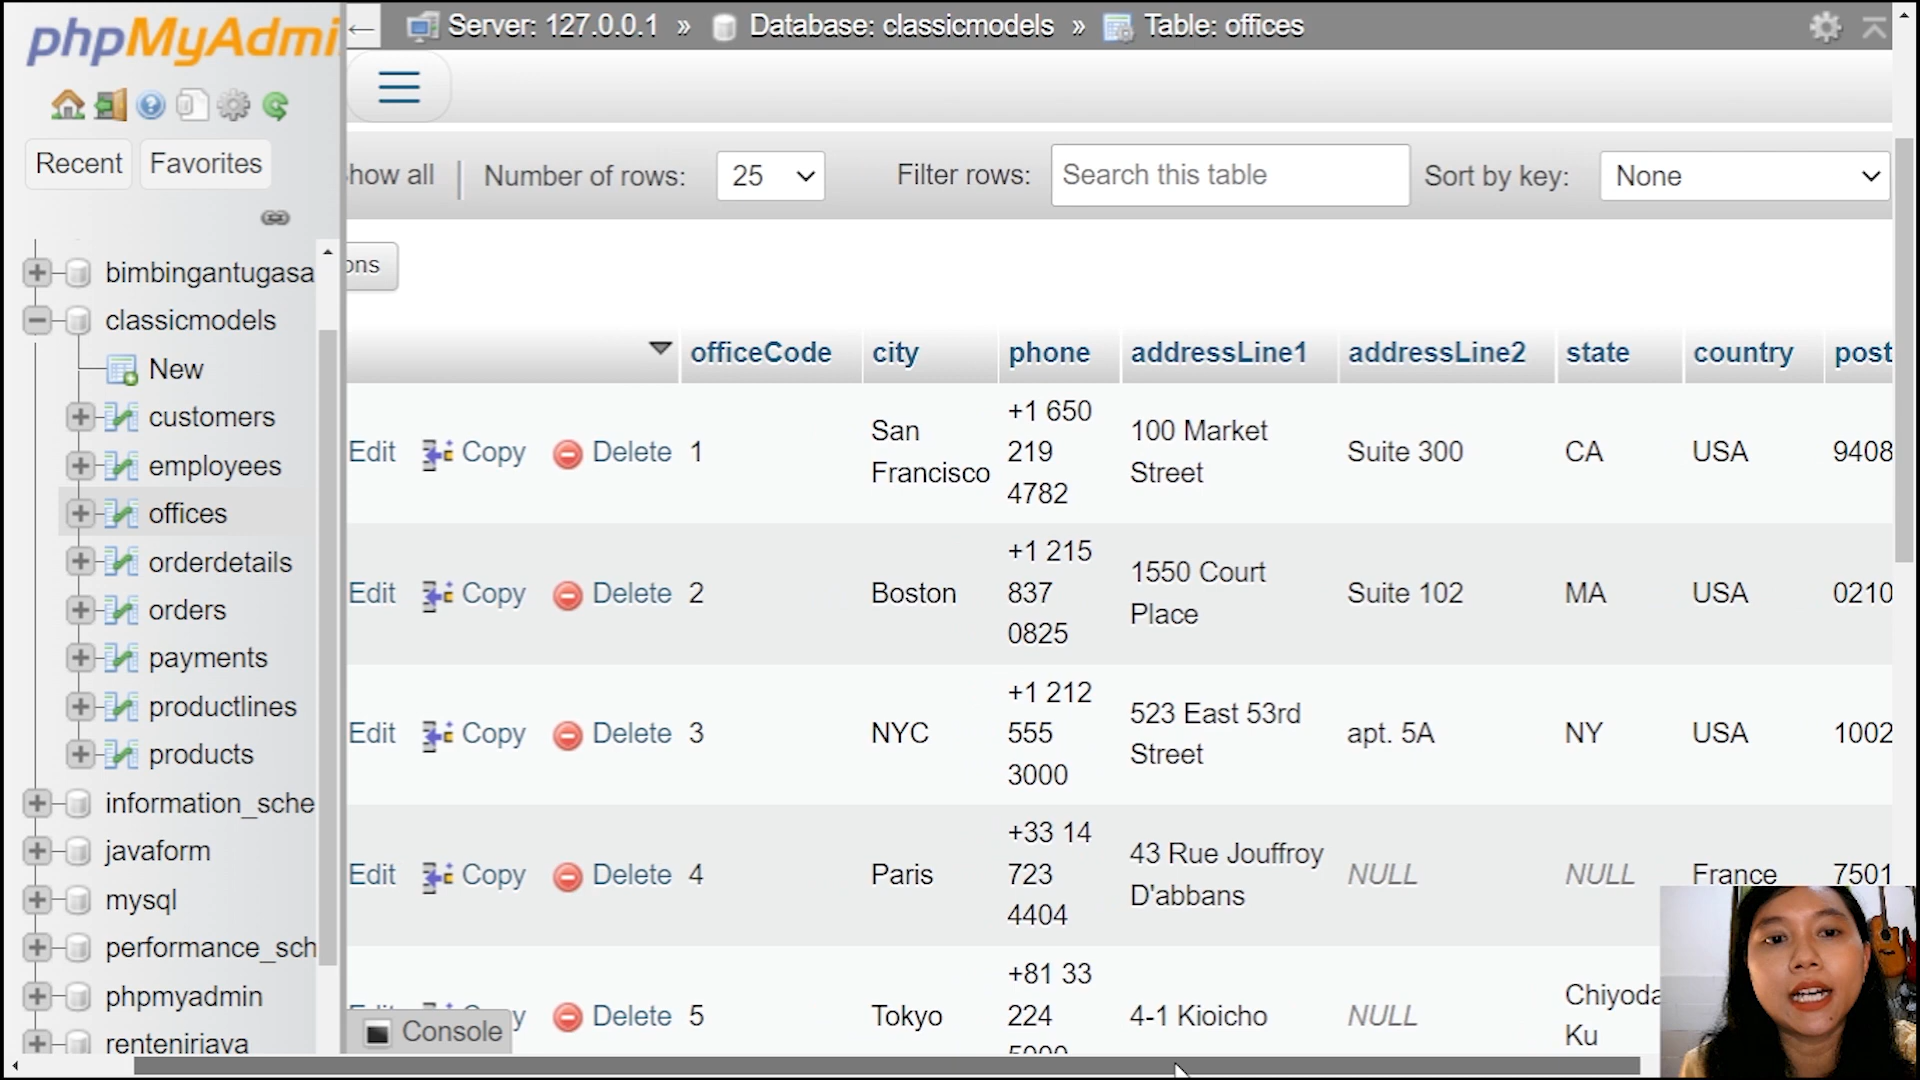 phpMyAdmi
Server: 127.0.0.1 » Database: classicmodels » Table: offices
Recent Favorites
how all | Number of rows: 25 Filter rows: Search this table Sort by key: None
ons
bimbingantugasa
classicmodels
New
customers
employees
offices
orderdetails
orders
payments
productlines
products
information_sche
javaform
mysql
performance_sch
phpmyadmin
rentenirjava
officeCode city phone addressLine1 addressLine2 state country post
Edit Copy Delete 1 San Francisco +1 650 219 4782 100 Market Street Suite 300 CA USA 9408
Edit Copy Delete 2 Boston +1 215 837 0825 1550 Court Place Suite 102 MA USA 0210
Edit Copy Delete 3 NYC +1 212 555 3000 523 East 53rd Street apt. 5A NY USA 1002
Edit Copy Delete 4 Paris +33 14 723 4404 43 Rue Jouffroy D'abbans NULL NULL France 7501
Delete 5 Tokyo +81 33 224 5000 4-1 Kioicho NULL Chiyoda Ku
Console